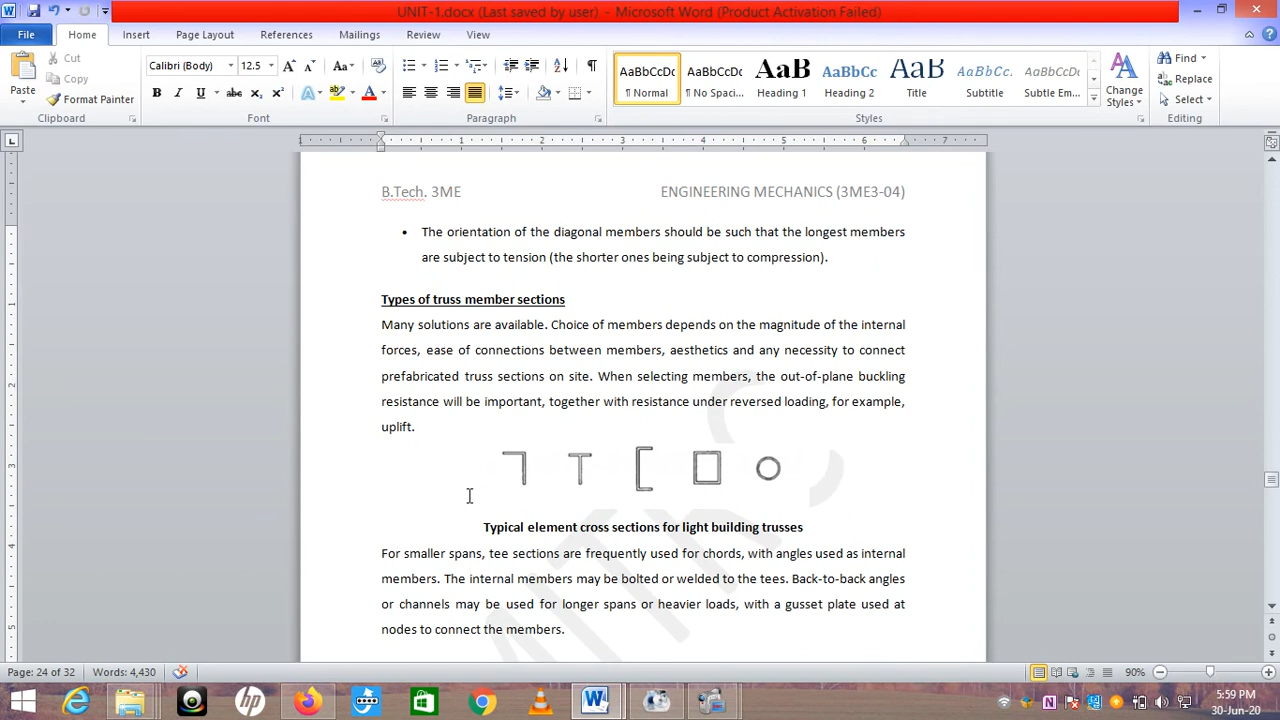 UNIT-1.docx (Last saved by user) - Microsoft Word (Product Activation Failed)
File Home Insert Page Layout References Mailings Review View
Paste Cut Copy Format Painter
Calibri (Body) 12.5
AaBbCcDc AaBbCcDc AaB AaBbCc AaB AaBbCcD AaBbCcDc
¶ Normal ¶ No Spaci... Heading 1 Heading 2 Title Subtitle Subtle Em...
Change Styles
Find Replace Select
Clipboard Font Paragraph Styles Editing
1 2 3 4 5 6 7
B.Tech. 3ME ENGINEERING MECHANICS (3ME3-04)
• The orientation of the diagonal members should be such that the longest members
are subject to tension (the shorter ones being subject to compression).
Types of truss member sections
Many solutions are available. Choice of members depends on the magnitude of the internal
forces, ease of connections between members, aesthetics and any necessity to connect
prefabricated truss sections on site. When selecting members, the out-of-plane buckling
resistance will be important, together with resistance under reversed loading, for example,
uplift.
Typical element cross sections for light building trusses
For smaller spans, tee sections are frequently used for chords, with angles used as internal
members. The internal members may be bolted or welded to the tees. Back-to-back angles
or channels may be used for longer spans or heavier loads, with a gusset plate used at
nodes to connect the members.
Page: 24 of 32 Words: 4,430 90%
5:59 PM
30-Jun-20